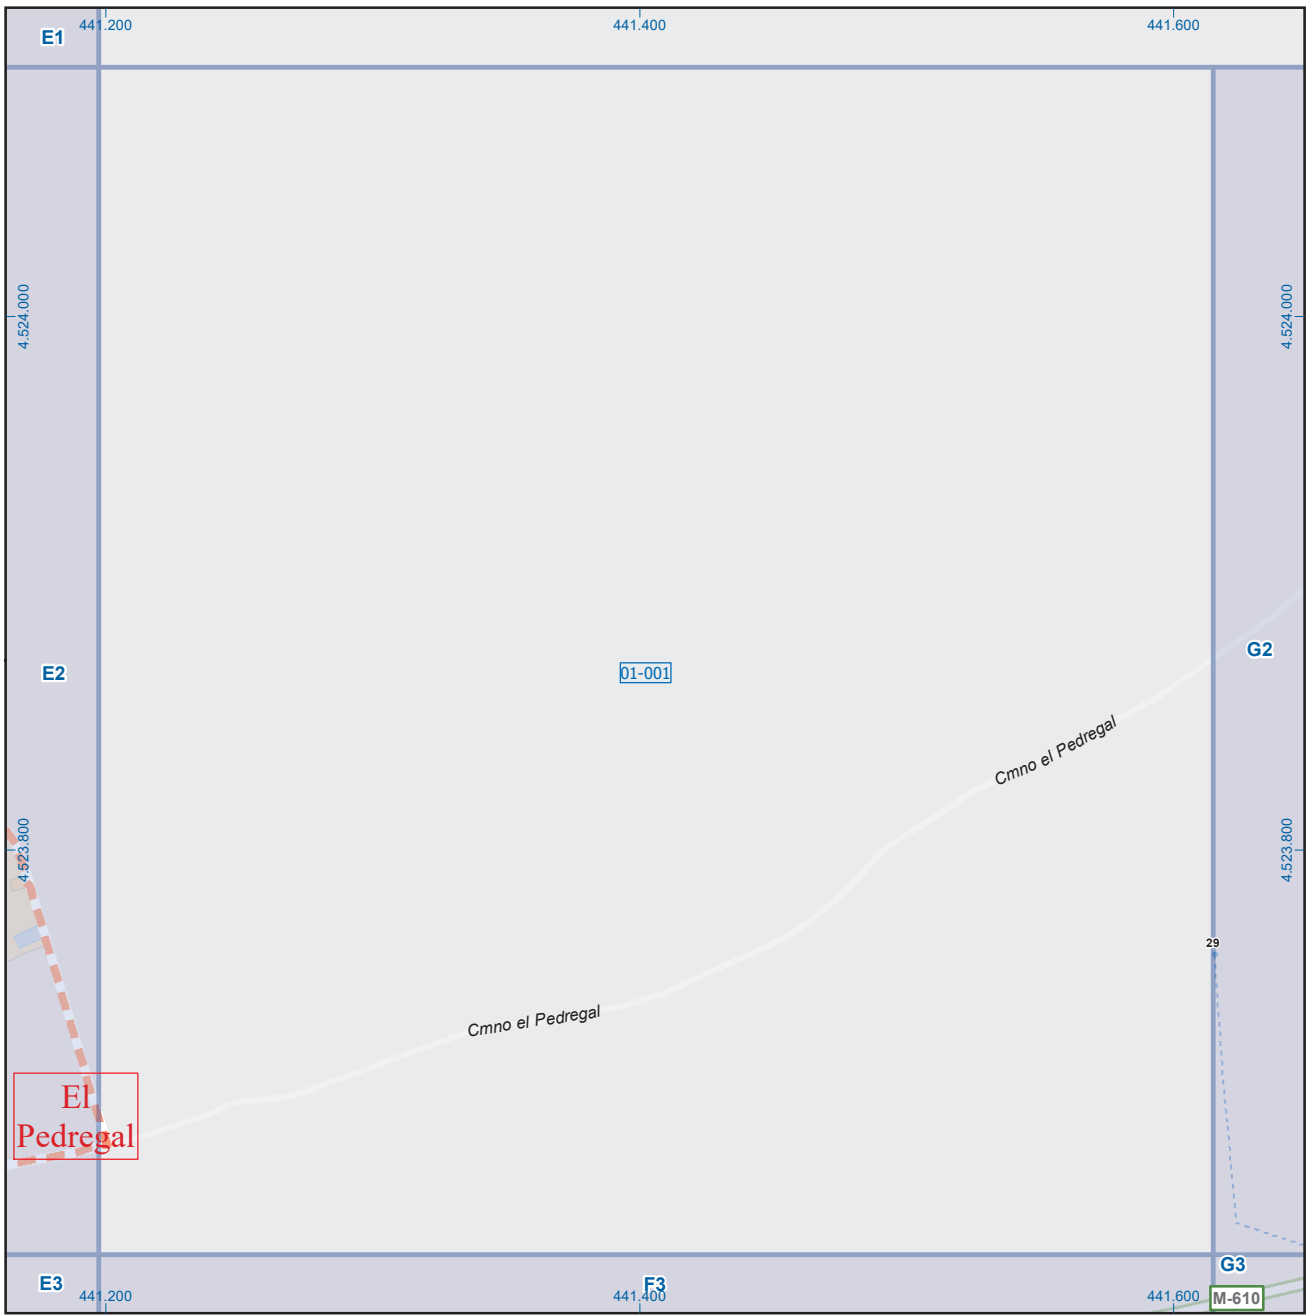 441.200
441.400
441.600
E1
4.524.000
4.524.000
E2
01-001
G2
Cmno el Pedregal
4.523.800
4.523.800
29
Cmno el Pedregal
El
Pedregal
E3
F3
G3
441.200
441.400
441.600
M-610